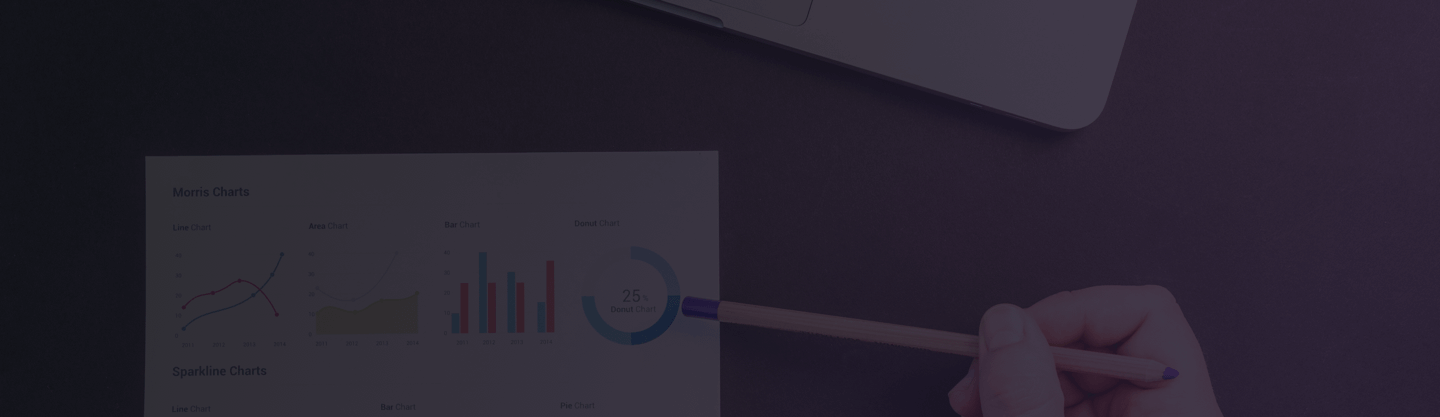 Morris Charts
Line Chart
Area Chart
Bar Chart
Donut Chart
25%
Donut Chart
Sparkline Charts
Line Chart
Bar Chart
Pie Chart